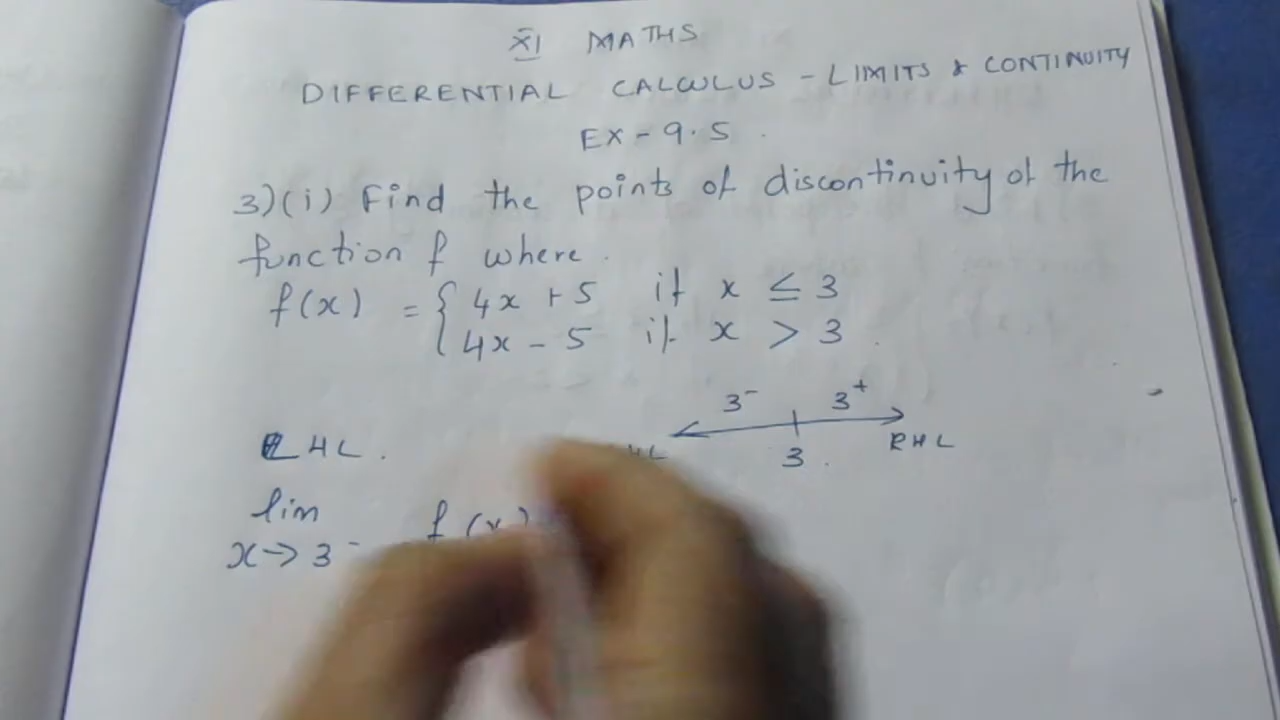 XI MATHS
DIFFERENTIAL CALCULUS - LIMITS & CONTINUITY
EX - 9.5.
3)(i) Find the points of discontinuity of the
function f where.
f(x) = { 4x + 5 if x ≤ 3
4x - 5 if x > 3.
3⁻ 3⁺
LHL. RHL
3.
lim f(x)
x→3⁻